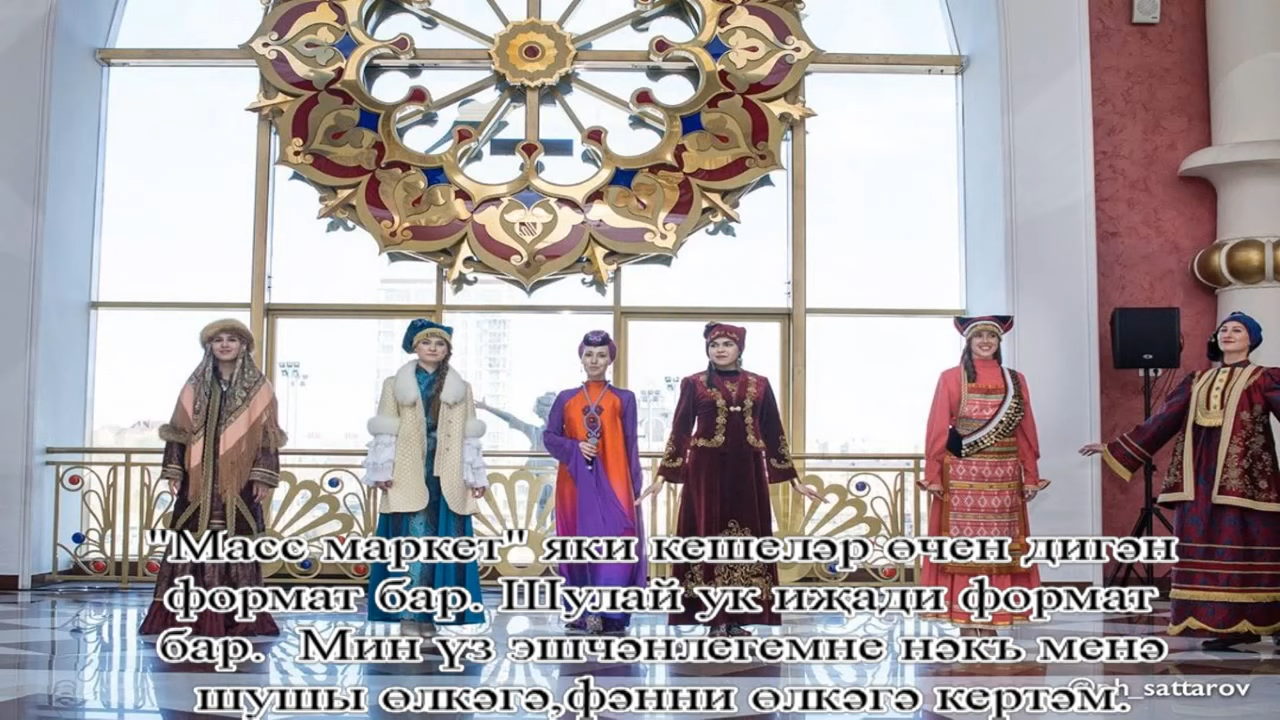 "Масс маркет" яки кешеләр өчен дигән
формат бар. Шулай ук иҗади формат
бар. Мин үз эшчәнлегемне нәкъ менә
шушы өлкәгә,фәнни өлкәгә кертәм.
_sattarov